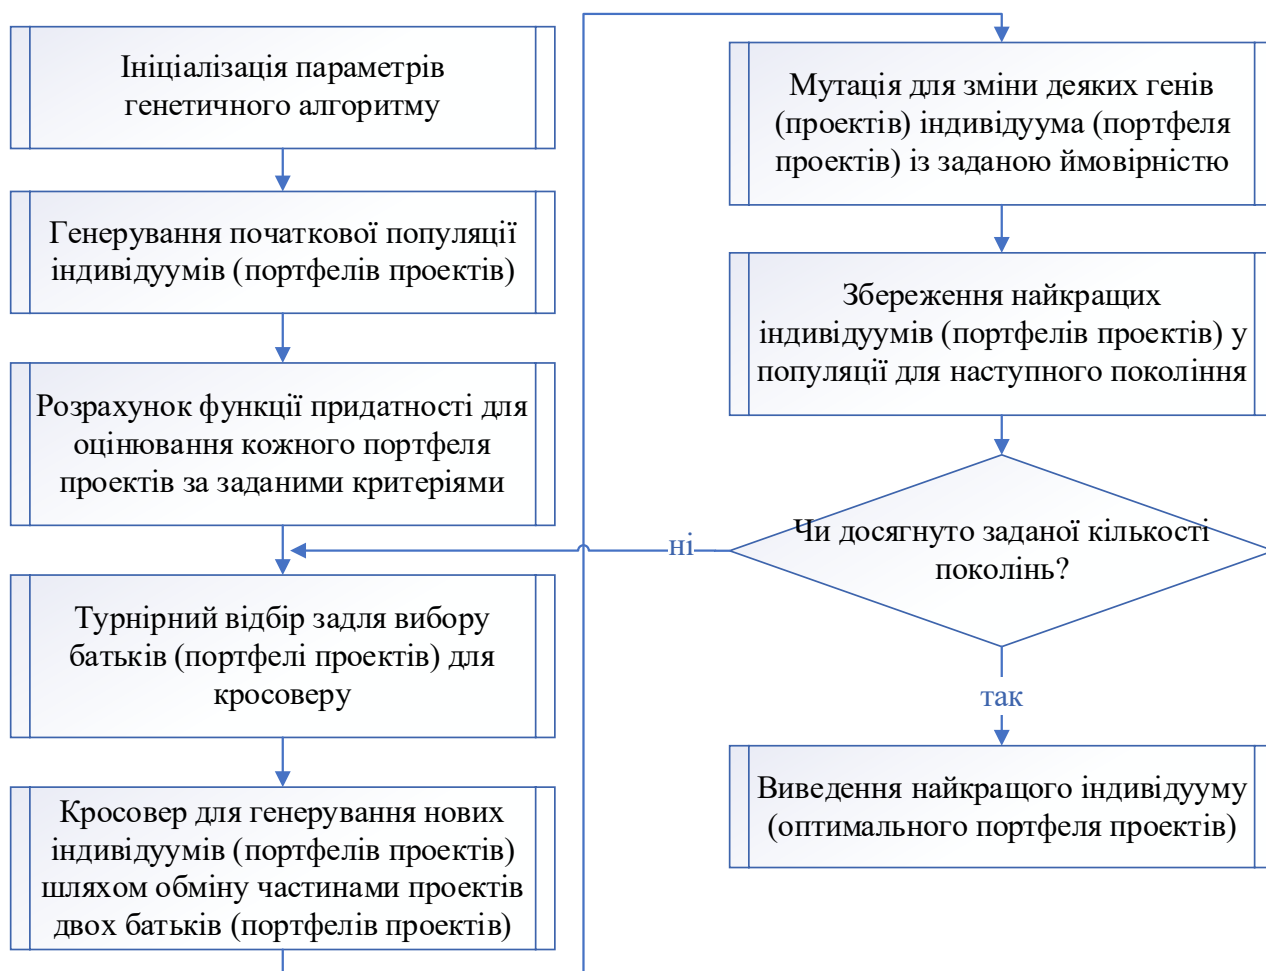 Ініціалізація параметрів
генетичного алгоритму
Генерування початкової популяції
індивідуумів (портфелів проектів)
Розрахунок функції придатності для
оцінювання кожного портфеля
проектів за заданими критеріями
Турнірний відбір задля вибору
батьків (портфелі проектів) для
кросоверу
Кросовер для генерування нових
індивідуумів (портфелів проектів)
шляхом обміну частинами проектів
двох батьків (портфелів проектів)
Мутація для зміни деяких генів
(проектів) індивідуума (портфеля
проектів) із заданою ймовірністю
Збереження найкращих
індивідуумів (портфелів проектів) у
популяції для наступного покоління
Чи досягнуто заданої кількості
поколінь?
ні
так
Виведення найкращого індивідууму
(оптимального портфеля проектів)